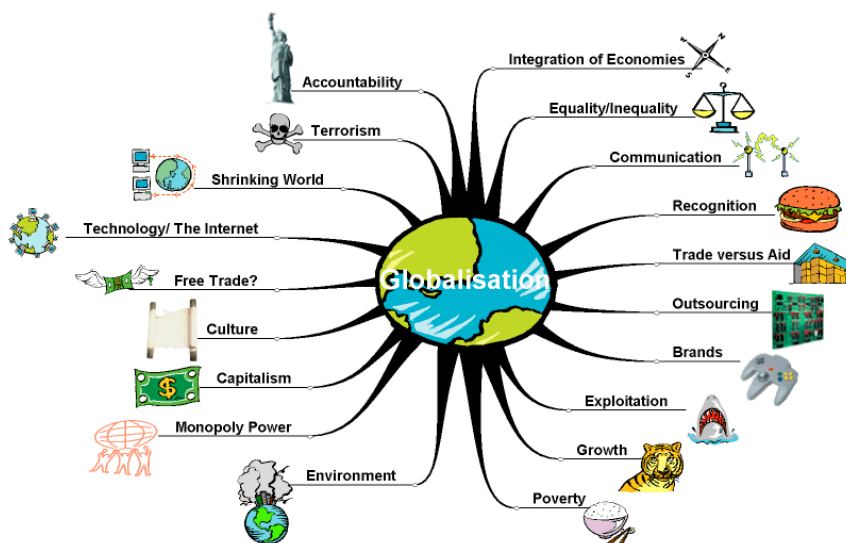 Integration of Economies
Accountability
Equality/Inequality
Terrorism
Communication
Shrinking World
Recognition
Technology/ The Internet
Trade versus Aid
Free Trade?
Globalisation
Outsourcing
Culture
Brands
Capitalism
Exploitation
Monopoly Power
Growth
Environment
Poverty
N
E
S
W
$